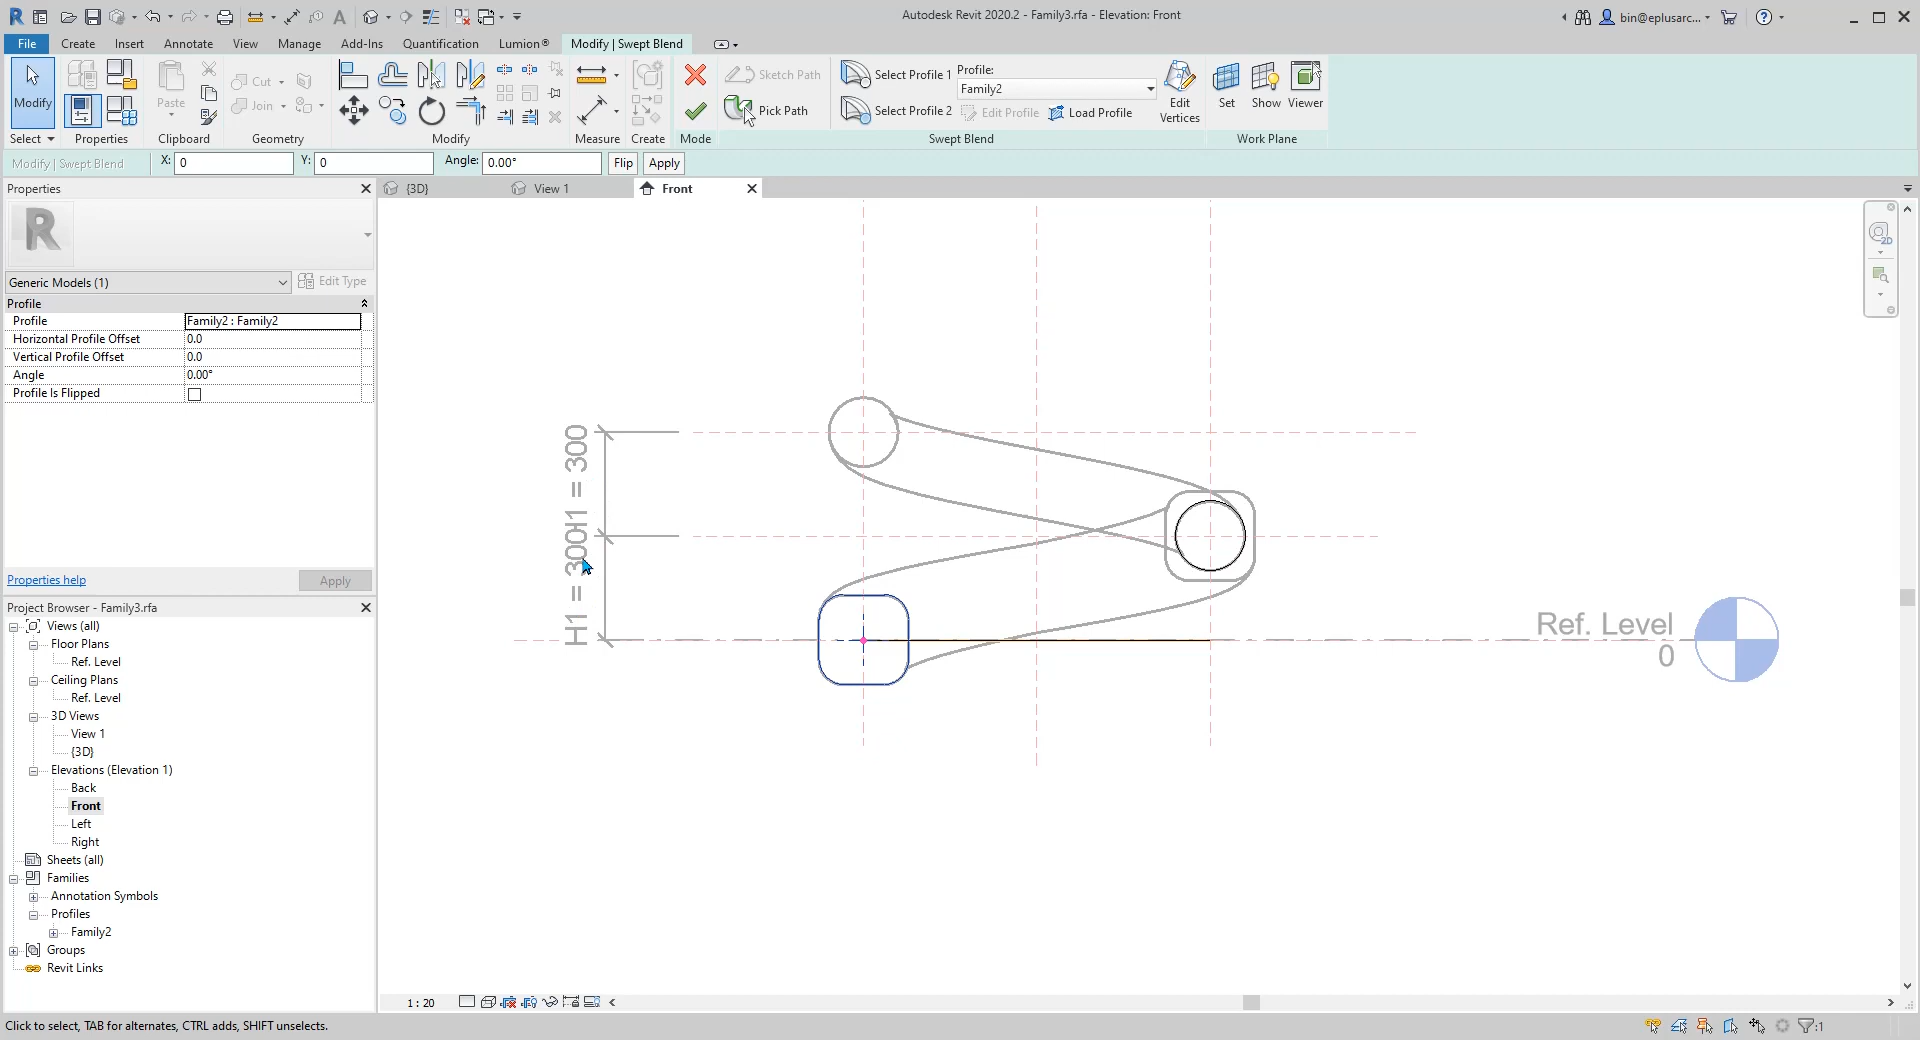 Autodesk Revit 2020.2 - Family3.rfa - Elevation: Front
bin@eplusarc...
File Create Insert Annotate View Manage Add-Ins Quantification Lumion® Modify | Swept Blend
Modify
Paste
Cut
Join
Sketch Path
Pick Path
Select Profile 1
Select Profile 2
Profile:
Family2
Edit Profile
Load Profile
Edit
Vertices
Set
Show
Viewer
Select
Properties
Clipboard
Geometry
Modify
Measure
Create
Mode
Swept Blend
Work Plane
Modify | Swept Blend
X: 0
Y: 0
Angle: 0.00°
Flip
Apply
Properties
{3D}
View 1
Front
Generic Models (1)
Edit Type
Profile
Profile Family2 : Family2
Horizontal Profile Offset 0.0
Vertical Profile Offset 0.0
Angle 0.00°
Profile Is Flipped
Properties help
Apply
Project Browser - Family3.rfa
Views (all)
Floor Plans
Ref. Level
Ceiling Plans
Ref. Level
3D Views
View 1
{3D}
Elevations (Elevation 1)
Back
Front
Left
Right
Sheets (all)
Families
Annotation Symbols
Profiles
Family2
Groups
Revit Links
H1 = 300
H1 = 300
Ref. Level
0
2D
1 : 20
Click to select, TAB for alternates, CTRL adds, SHIFT unselects.
:1